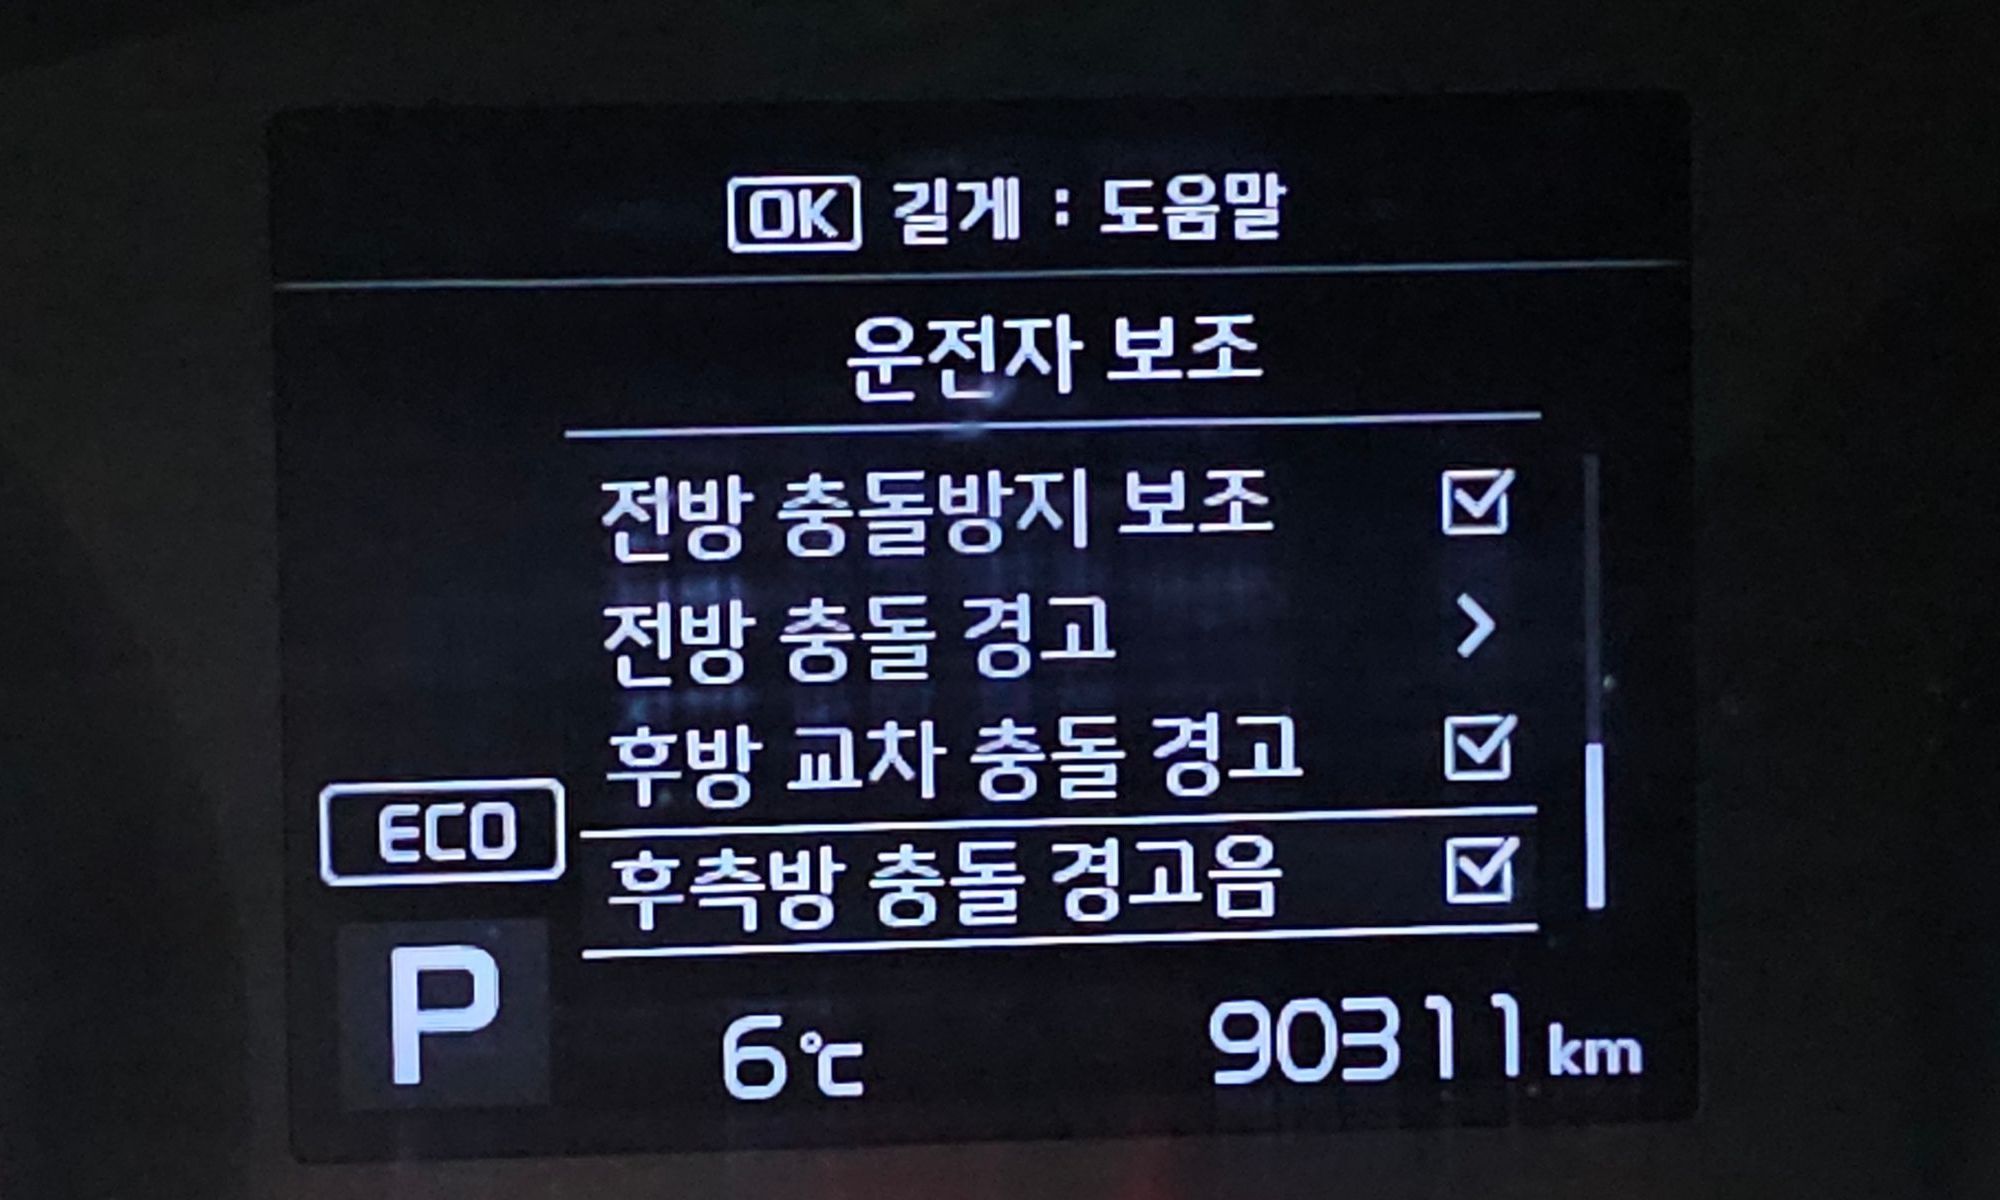 OK 길게 : 도움말
운전자 보조
전방 충돌방지 보조
전방 충돌 경고
후방 교차 충돌 경고
ECO
후측방 충돌 경고음
P
6℃
90311km